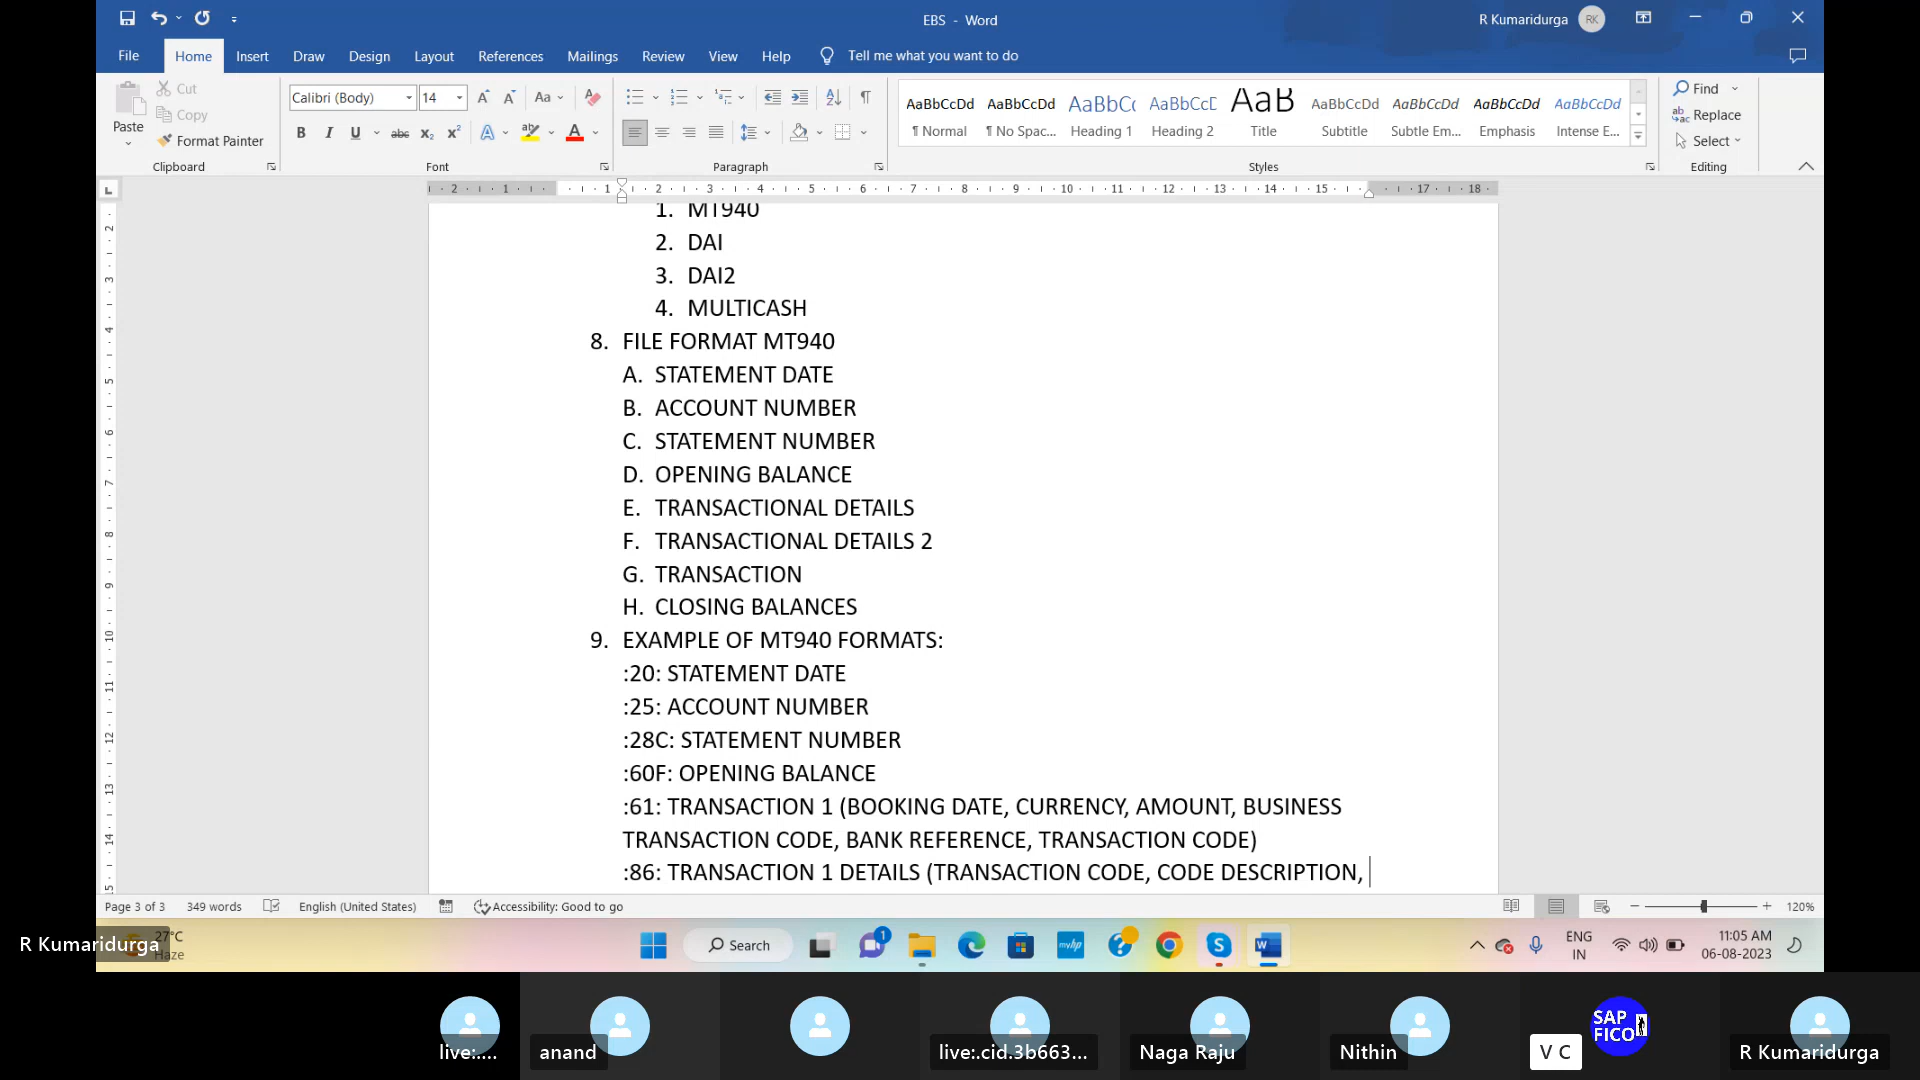 EBS - Word
R Kumaridurga
RK
File Home Insert Draw Design Layout References Mailings Review View Help Tell me what you want to do
Paste
Cut
Copy
Format Painter
Clipboard
Calibri (Body) 14
Font
Paragraph
AaBbCcDd AaBbCcDd AaBbC( AaBbCcD AaB AaBbCcDd AaBbCcDd AaBbCcDd AaBbCcDd
¶ Normal ¶ No Spac... Heading 1 Heading 2 Title Subtitle Subtle Em... Emphasis Intense E...
Styles
Find
Replace
Select
Editing
1. MT940
2. DAI
3. DAI2
4. MULTICASH
8. FILE FORMAT MT940
A. STATEMENT DATE
B. ACCOUNT NUMBER
C. STATEMENT NUMBER
D. OPENING BALANCE
E. TRANSACTIONAL DETAILS
F. TRANSACTIONAL DETAILS 2
G. TRANSACTION
H. CLOSING BALANCES
9. EXAMPLE OF MT940 FORMATS:
:20: STATEMENT DATE
:25: ACCOUNT NUMBER
:28C: STATEMENT NUMBER
:60F: OPENING BALANCE
:61: TRANSACTION 1 (BOOKING DATE, CURRENCY, AMOUNT, BUSINESS
TRANSACTION CODE, BANK REFERENCE, TRANSACTION CODE)
:86: TRANSACTION 1 DETAILS (TRANSACTION CODE, CODE DESCRIPTION,
Page 3 of 3 349 words English (United States) Accessibility: Good to go 120%
R Kumaridurga
27°C
Haze
Search
1
ENG
IN
11:05 AM
06-08-2023
live:.... anand live:.cid.3b663... Naga Raju Nithin V C R Kumaridurga
SAP
FICO